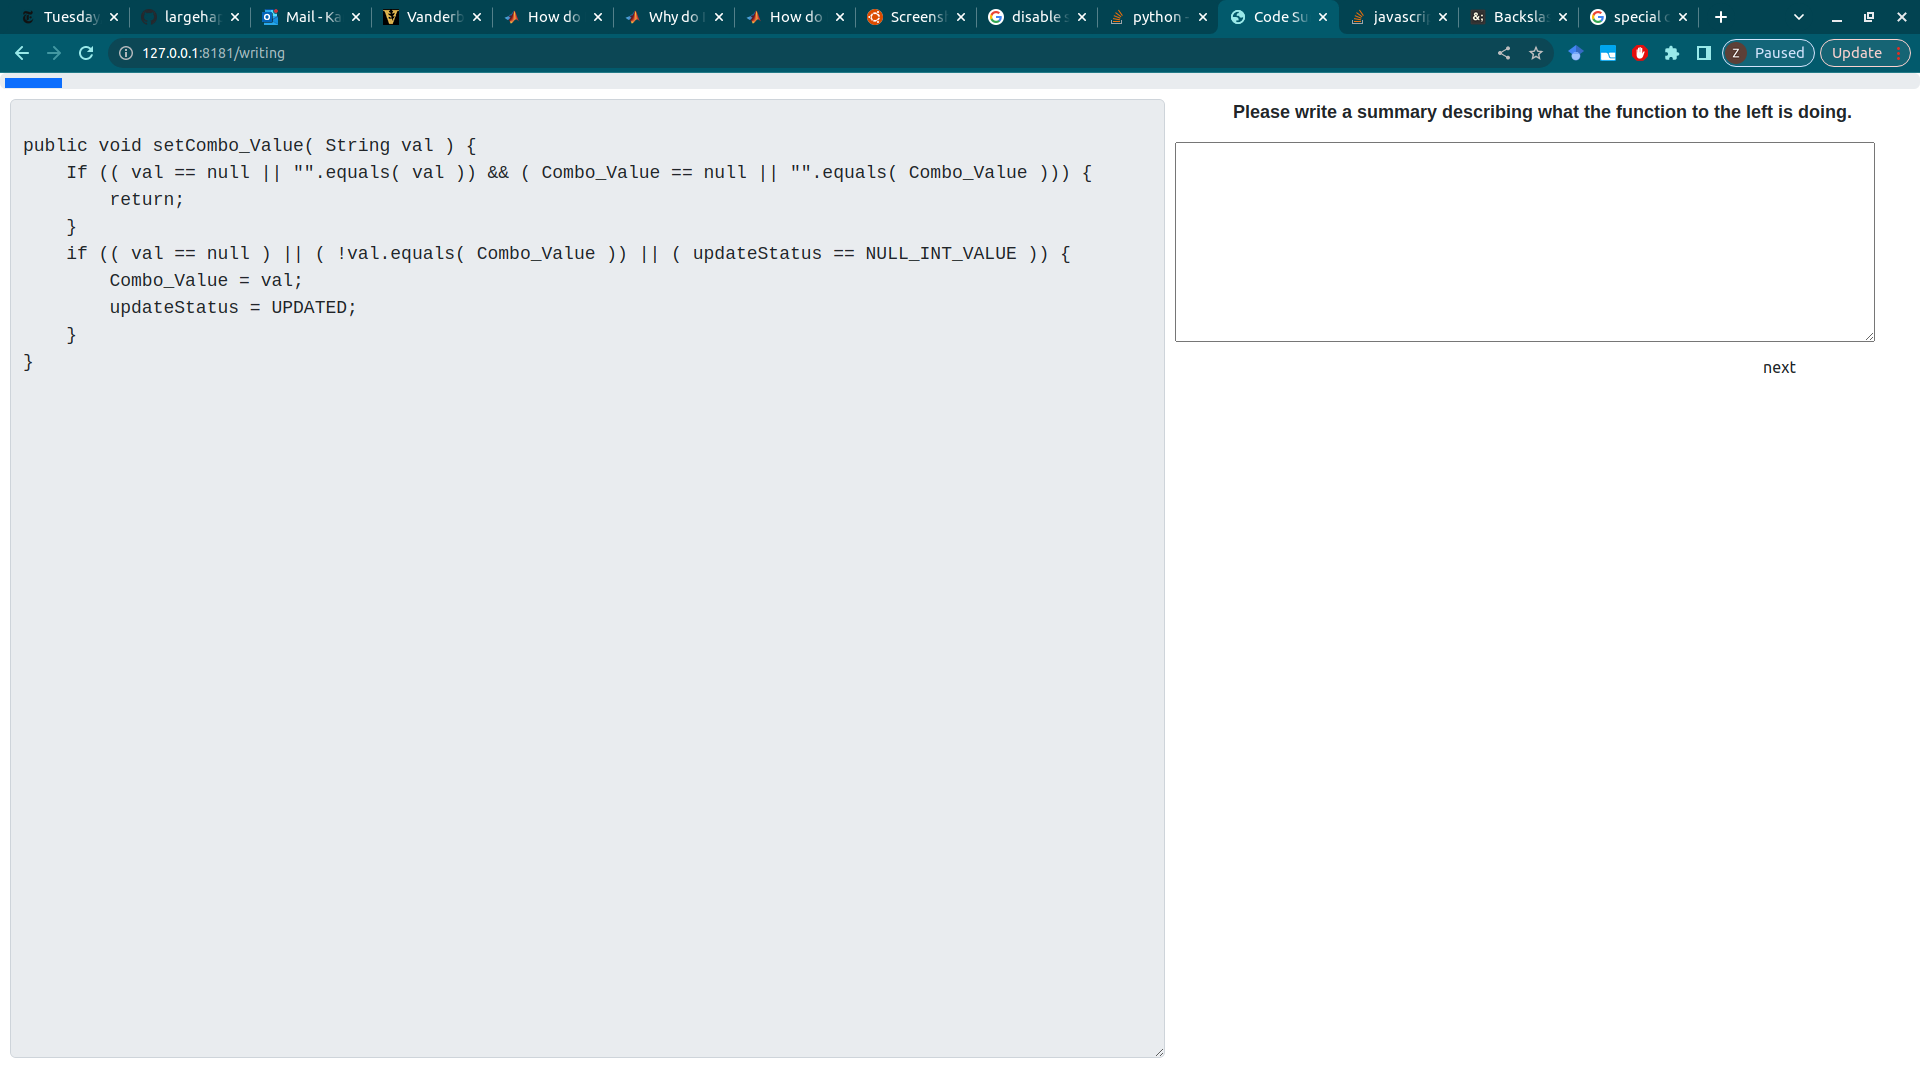 Tuesday
largehap
Mail - Ka
Vanderb
How do
Why do
How do
Screens
disable s
python -
Code Su
javascrip
Backsla
special c
127.0.0.1:8181/writing
Z Paused
Update
Please write a summary describing what the function to the left is doing.
public void setCombo_Value( String val ) {
    If (( val == null || "".equals( val )) && ( Combo_Value == null || "".equals( Combo_Value ))) {
        return;
    }
    if (( val == null ) || ( !val.equals( Combo_Value )) || ( updateStatus == NULL_INT_VALUE )) {
        Combo_Value = val;
        updateStatus = UPDATED;
    }
}
next